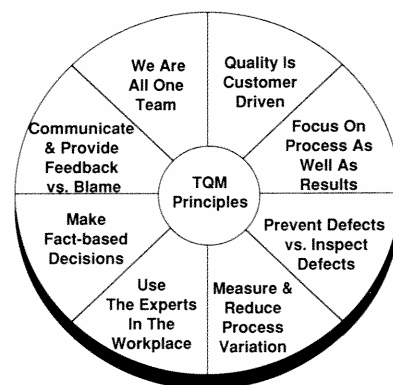 We Are
All One
Team
Quality Is
Customer
Driven
Focus On
Process As
Well As
Results
Prevent Defects
vs. Inspect
Defects
Measure &
Reduce
Process
Variation
Use
The Experts
In The
Workplace
Make
Fact-based
Decisions
Communicate
& Provide
Feedback
vs. Blame
TQM
Principles